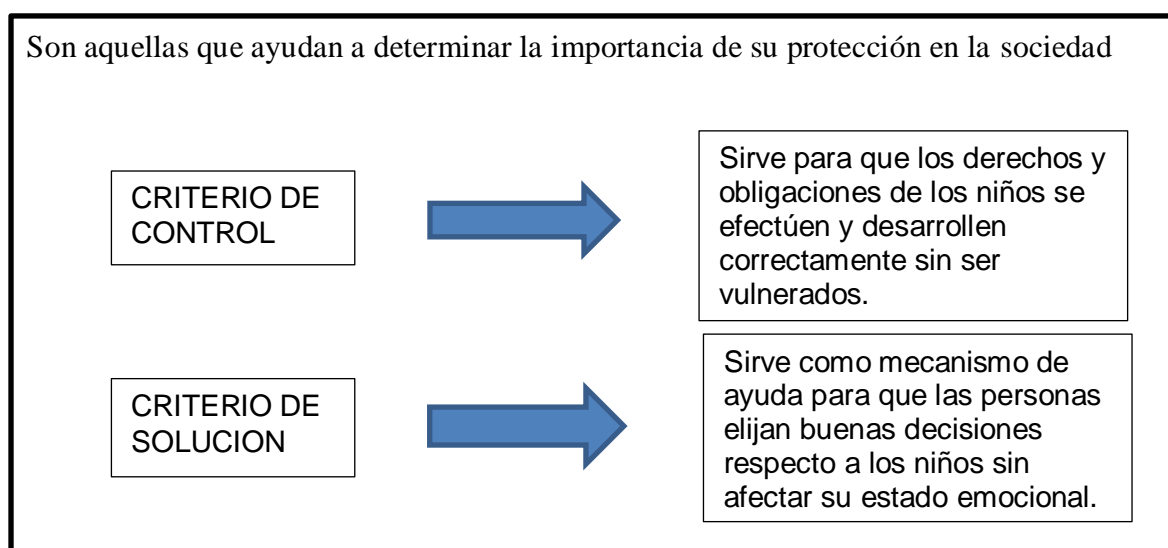 Son aquellas que ayudan a determinar la importancia de su protección en la sociedad
CRITERIO DE
CONTROL
Sirve para que los derechos y
obligaciones de los niños se
efectúen y desarrollen
correctamente sin ser
vulnerados.
CRITERIO DE
SOLUCION
Sirve como mecanismo de
ayuda para que las personas
elijan buenas decisiones
respecto a los niños sin
afectar su estado emocional.